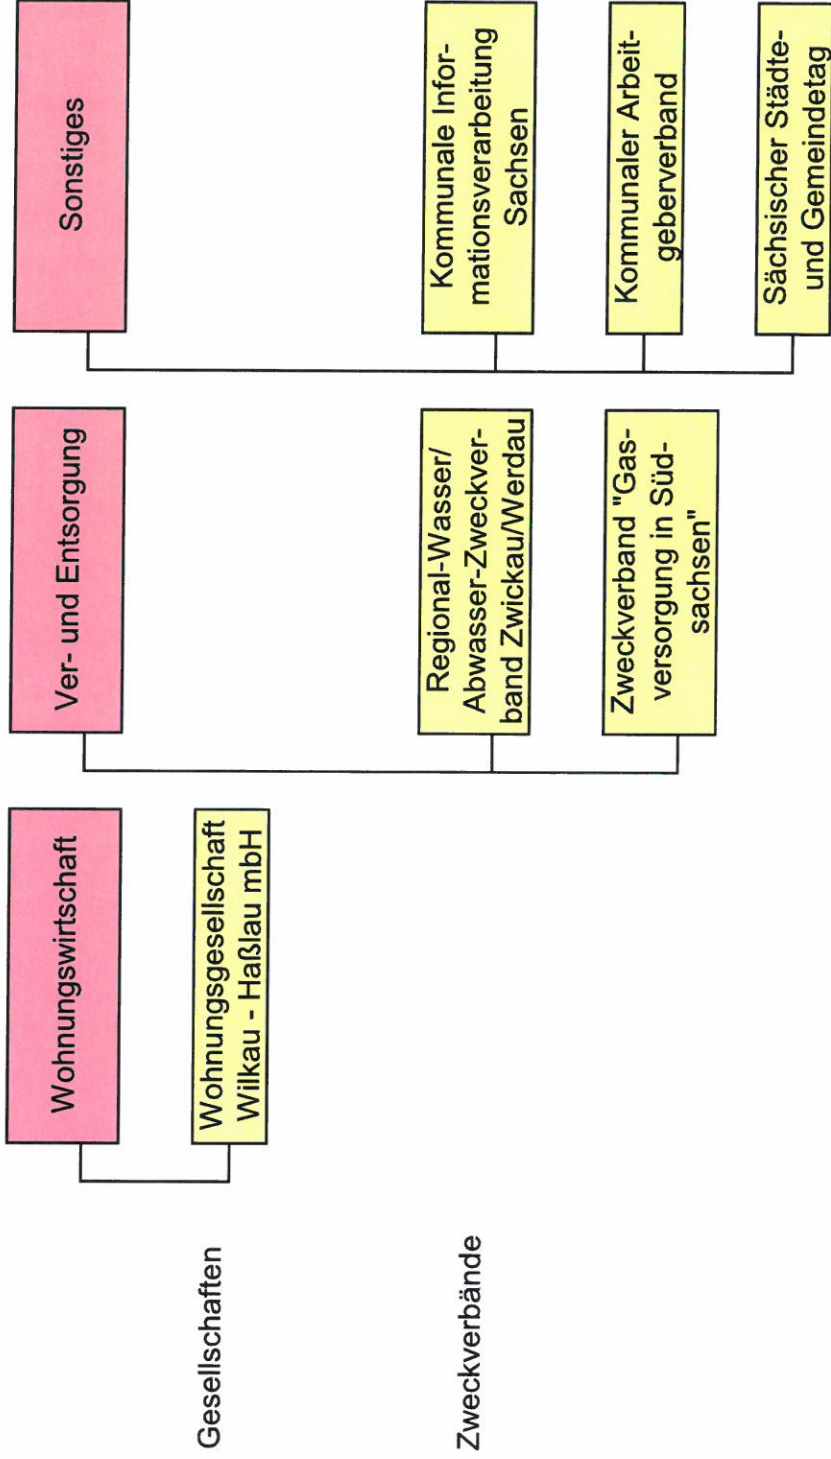 Wohnungswirtschaft
Ver- und Entsorgung
Sonstiges
Gesellschaften
Wohnungsgesellschaft
Wilkau - Haßlau mbH
Zweckverbände
Regional-Wasser/
Abwasser-Zweckver-
band Zwickau/Werdau
Zweckverband "Gas-
versorgung in Süd-
sachsen"
Kommunale Infor-
mationsverarbeitung
Sachsen
Kommunaler Arbeit-
geberverband
Sächsischer Städte-
und Gemeindetag